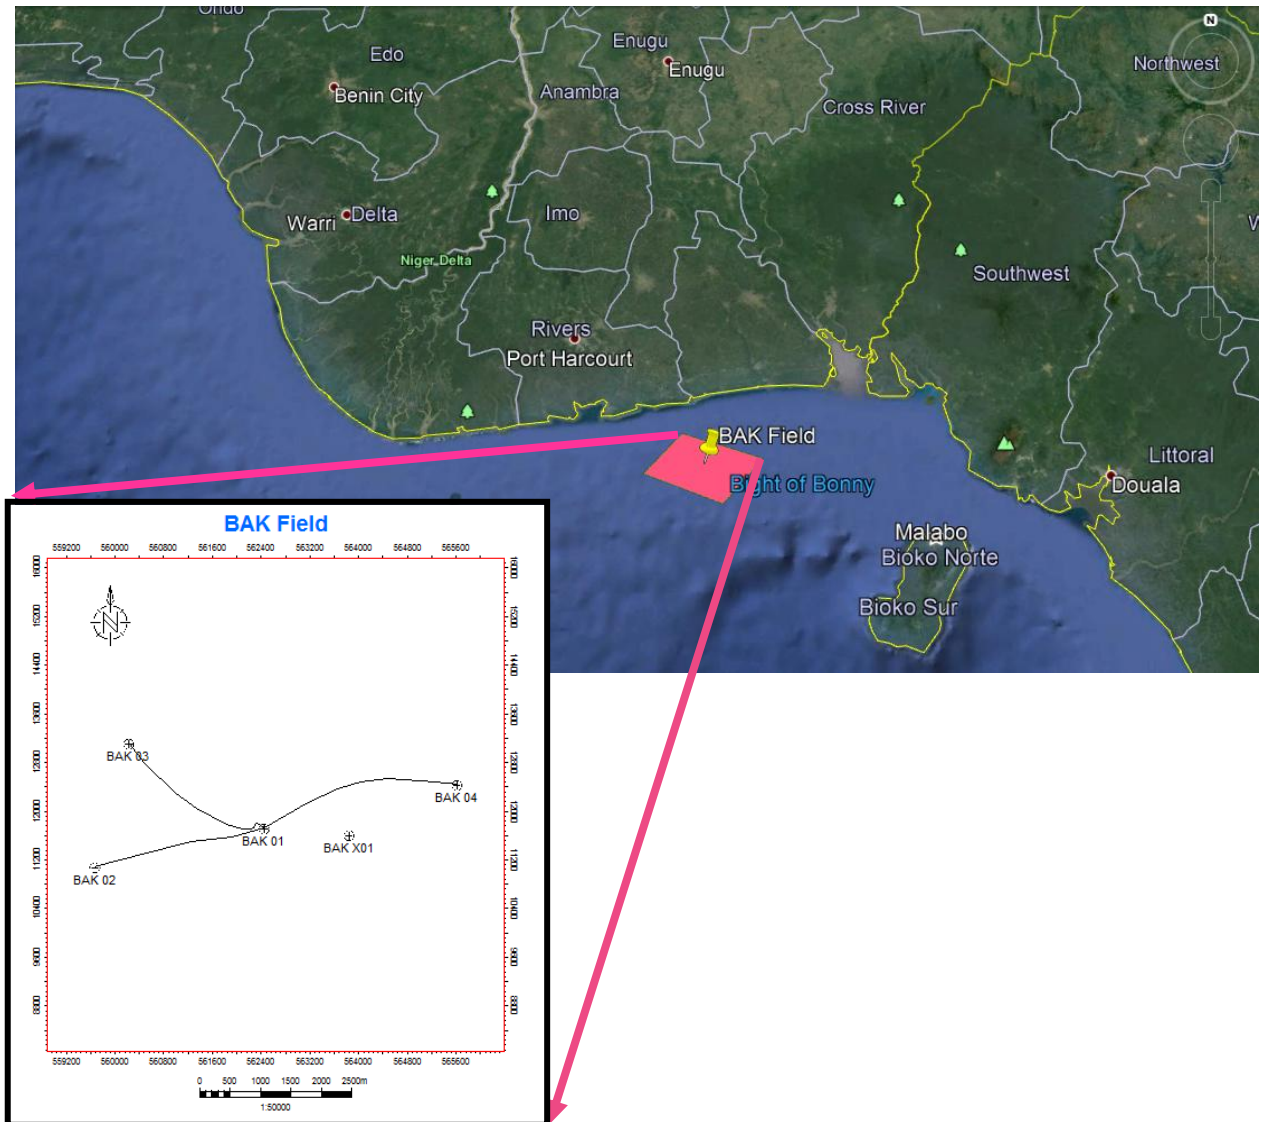 Ondo
Edo
Enugu
Enugu
Northwest
Benin City
Anambra
Cross River
Warri
Delta
Imo
Niger Delta
Southwest
Rivers
Port Harcourt
BAK Field
Littoral
Bight of Bonny
Douala
Malabo
Bioko Norte
Bioko Sur
N
BAK Field
559200 560000 560800 561600 562400 563200 564000 564800 565600
N
BAK 03
BAK 04
BAK 01
BAK X01
BAK 02
559200 560000 560800 561600 562400 563200 564000 564800 565600
0 500 1000 1500 2000 2500m
1:50000